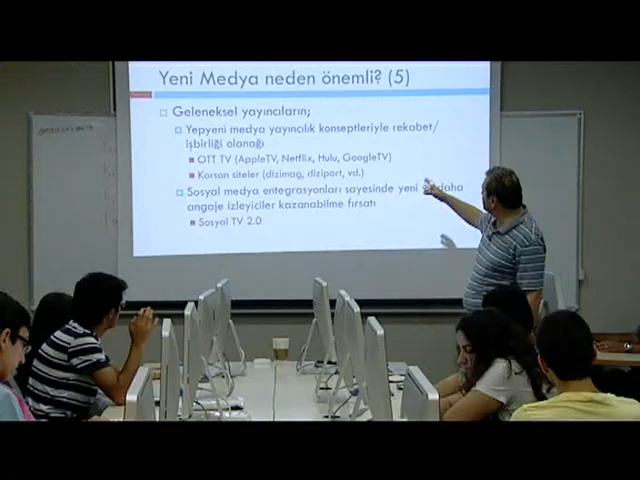 Yeni Medya neden önemli? (5)
Geleneksel yayıncıların;
Yepyeni medya yayıncılık konseptleriyle rekabet/
işbirliği olanağı
OTT TV (AppleTV, Netflix, Hulu, GoogleTV)
Korsan siteler (dizimag, diziport, vd.)
Sosyal medya entegrasyonları sayesinde yeni daha
angaje izleyiciler kazanabilme fırsatı
Sosyal TV 2.0